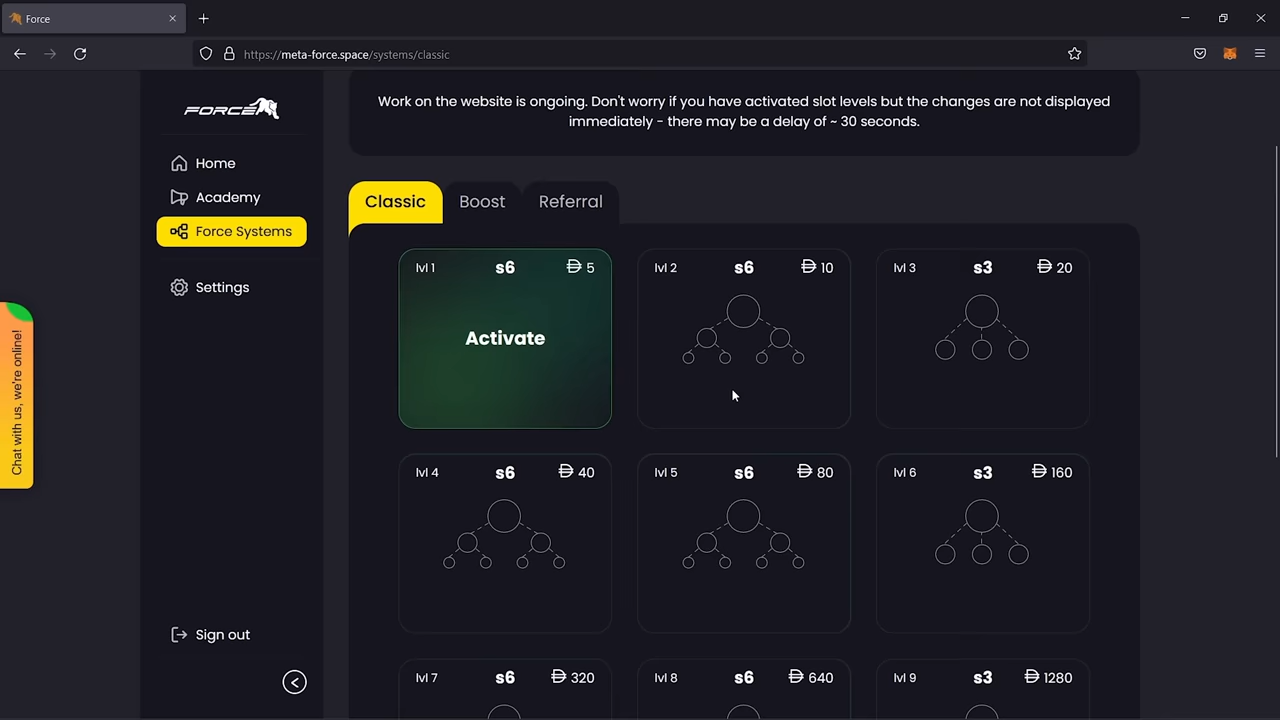 Force
https://meta-force.space/systems/classic
FORCE
Work on the website is ongoing. Don't worry if you have activated slot levels but the changes are not displayed
immediately - there may be a delay of ~ 30 seconds.
Home
Academy
Force Systems
Settings
Sign out
Chat with us, we're online!
Classic Boost Referral
lvl 1 s6 5
Activate
lvl 2 s6 10
lvl 3 s3 20
lvl 4 s6 40
lvl 5 s6 80
lvl 6 s3 160
lvl 7 s6 320
lvl 8 s6 640
lvl 9 s3 1280